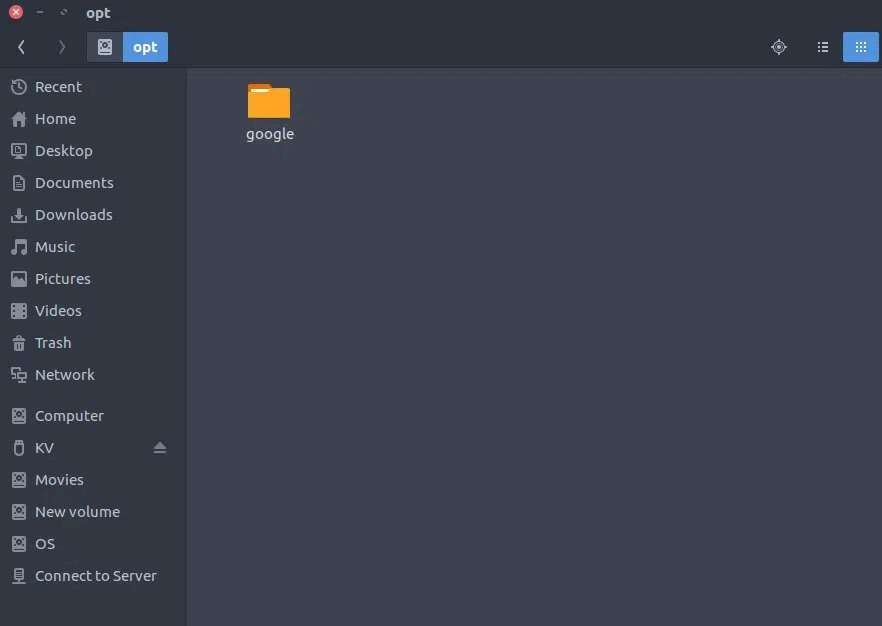 opt
opt
Recent
Home
Desktop
Documents
Downloads
Music
Pictures
Videos
Trash
Network
Computer
KV
Movies
New volume
OS
Connect to Server
google